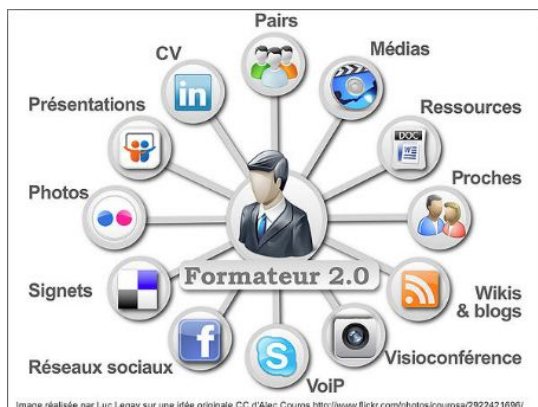 Pairs
CV
Médias
in
Présentations
Ressources
DOC
Photos
Proches
Formateur 2.0
Signets
Wikis
& blogs
f
Réseaux sociaux
S
Visioconférence
VoiP
Image réalisée par Luc Legay sur une idée originale CC d'Alec Couros http://www.flickr.com/photos/courosa/2922421696/